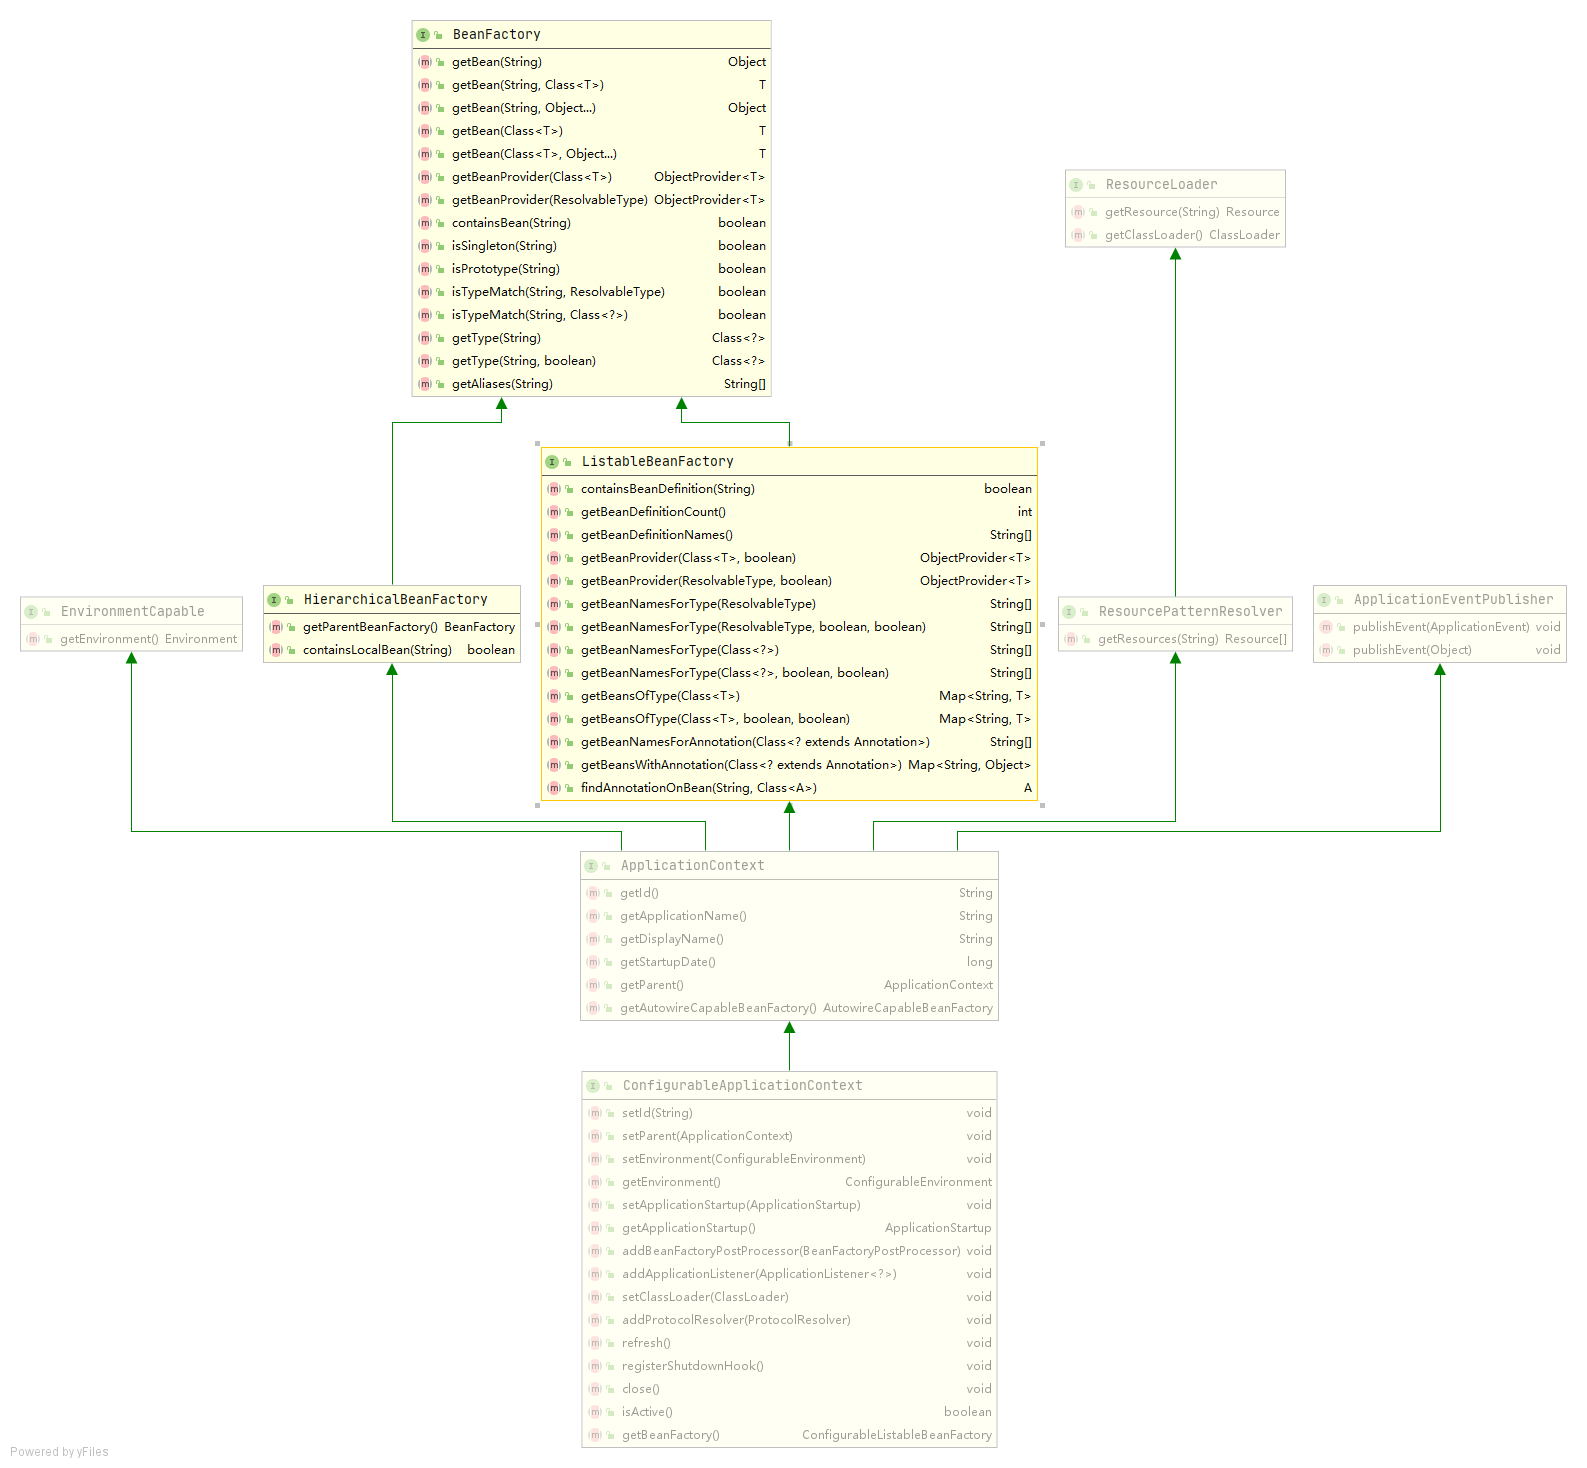 BeanFactory
getBean(String) Object
getBean(String, Class<T>) T
getBean(String, Object...) Object
getBean(Class<T>) T
getBean(Class<T>, Object...) T
getBeanProvider(Class<T>) ObjectProvider<T>
getBeanProvider(ResolvableType) ObjectProvider<T>
containsBean(String) boolean
isSingleton(String) boolean
isPrototype(String) boolean
isTypeMatch(String, ResolvableType) boolean
isTypeMatch(String, Class<?>) boolean
getType(String) Class<?>
getType(String, boolean) Class<?>
getAliases(String) String[]
ResourceLoader
getResource(String) Resource
getClassLoader() ClassLoader
ListableBeanFactory
containsBeanDefinition(String) boolean
getBeanDefinitionCount() int
getBeanDefinitionNames() String[]
getBeanProvider(Class<T>, boolean) ObjectProvider<T>
getBeanProvider(ResolvableType, boolean) ObjectProvider<T>
getBeanNamesForType(ResolvableType) String[]
getBeanNamesForType(ResolvableType, boolean, boolean) String[]
getBeanNamesForType(Class<?>) String[]
getBeanNamesForType(Class<?>, boolean, boolean) String[]
getBeansOfType(Class<T>) Map<String, T>
getBeansOfType(Class<T>, boolean, boolean) Map<String, T>
getBeanNamesForAnnotation(Class<? extends Annotation>) String[]
getBeansWithAnnotation(Class<? extends Annotation>) Map<String, Object>
findAnnotationOnBean(String, Class<A>) A
EnvironmentCapable
getEnvironment() Environment
HierarchicalBeanFactory
getParentBeanFactory() BeanFactory
containsLocalBean(String) boolean
ResourcePatternResolver
getResources(String) Resource[]
ApplicationEventPublisher
publishEvent(ApplicationEvent) void
publishEvent(Object) void
ApplicationContext
getId() String
getApplicationName() String
getDisplayName() String
getStartupDate() long
getParent() ApplicationContext
getAutowireCapableBeanFactory() AutowireCapableBeanFactory
ConfigurableApplicationContext
setId(String) void
setParent(ApplicationContext) void
setEnvironment(ConfigurableEnvironment) void
getEnvironment() ConfigurableEnvironment
setApplicationStartup(ApplicationStartup) void
getApplicationStartup() ApplicationStartup
addBeanFactoryPostProcessor(BeanFactoryPostProcessor) void
addApplicationListener(ApplicationListener<?>) void
setClassLoader(ClassLoader) void
addProtocolResolver(ProtocolResolver) void
refresh() void
registerShutdownHook() void
close() void
isActive() boolean
getBeanFactory() ConfigurableListableBeanFactory
Powered by yFiles